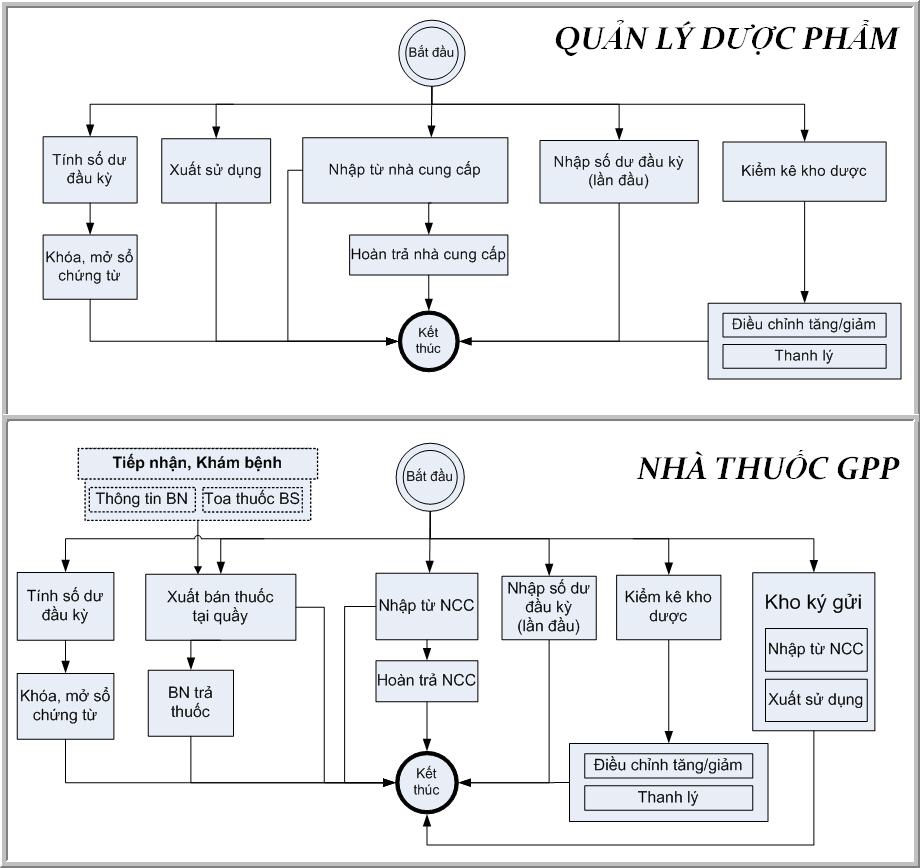 QUẢN LÝ DƯỢC PHẨM
Bắt đầu
Tính số dư
đầu kỳ
Xuất sử dụng
Nhập từ nhà cung cấp
Nhập số dư đầu kỳ
(lần đầu)
Kiểm kê kho dược
Khóa, mở sổ
chứng từ
Hoàn trả nhà cung cấp
Kết
thúc
Điều chỉnh tăng/giảm
Thanh lý
NHÀ THUỐC GPP
Tiếp nhận, Khám bệnh
Thông tin BN
Toa thuốc BS
Bắt đầu
Tính số dư
đầu kỳ
Xuất bán thuốc
tại quầy
Nhập từ NCC
Nhập số dư
đầu kỳ
(lần đầu)
Kiểm kê kho
dược
Kho ký gửi
Nhập từ NCC
Xuất sử dụng
Khóa, mở sổ
chứng từ
BN trả
thuốc
Hoàn trả NCC
Kết
thúc
Điều chỉnh tăng/giảm
Thanh lý